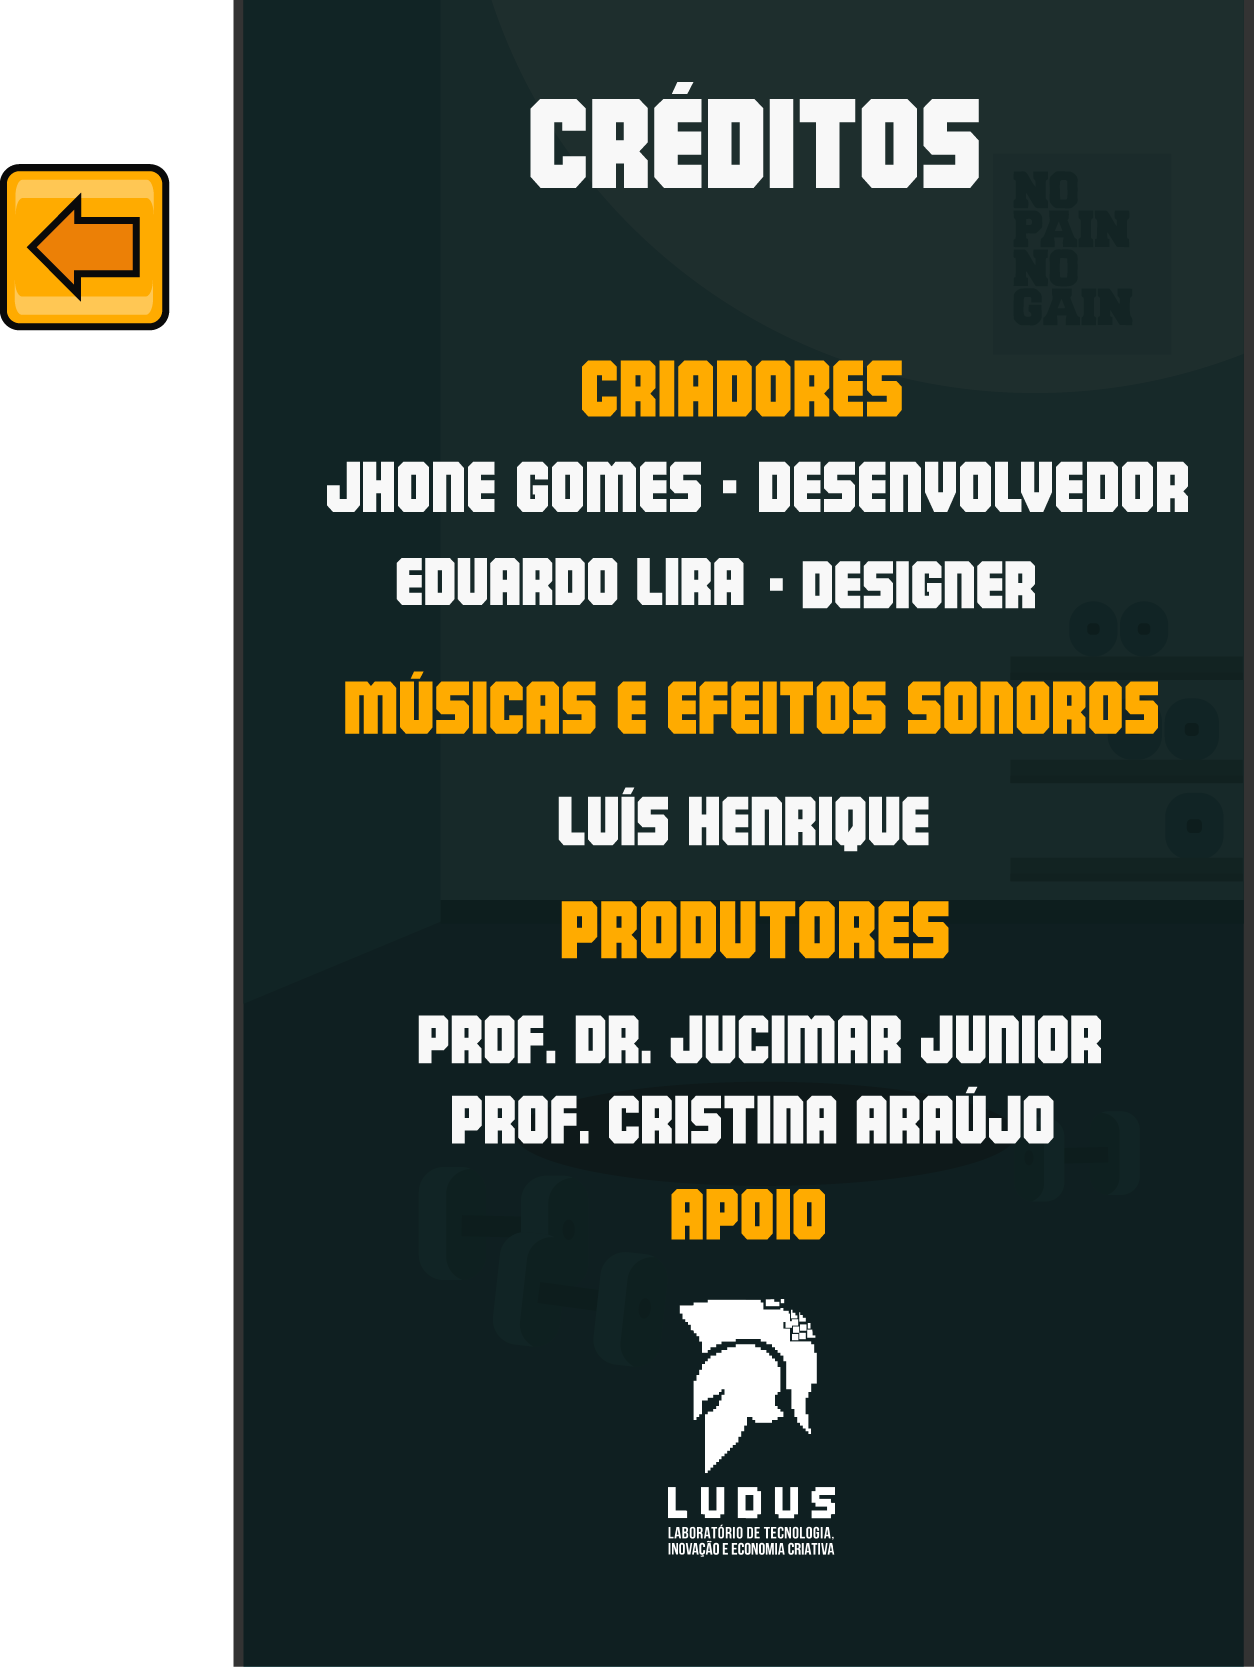 CRÉDITOS
NO
PAIN
NO
GAIN
CRIADORES
JHONE GOMES - DESENVOLVEDOR
EDUARDO LIRA - DESIGNER
MÚSICAS E EFEITOS SONOROS
LUÍS HENRIQUE
PRODUTORES
PROF. DR. JUCIMAR JUNIOR
PROF. CRISTINA ARAÚJO
APOIO
LUDUS
LABORATÓRIO DE TECNOLOGIA,
INOVAÇÃO E ECONOMIA CRIATIVA